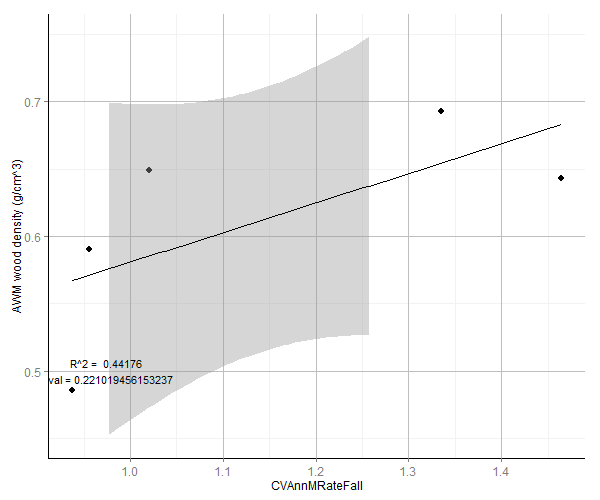 0.7
0.6
0.5
AWM wood density (g/cm^3)
R^2 = 0.44176
val = 0.221019456153237
1.0 1.1 1.2 1.3 1.4
CVAnnMRateFall